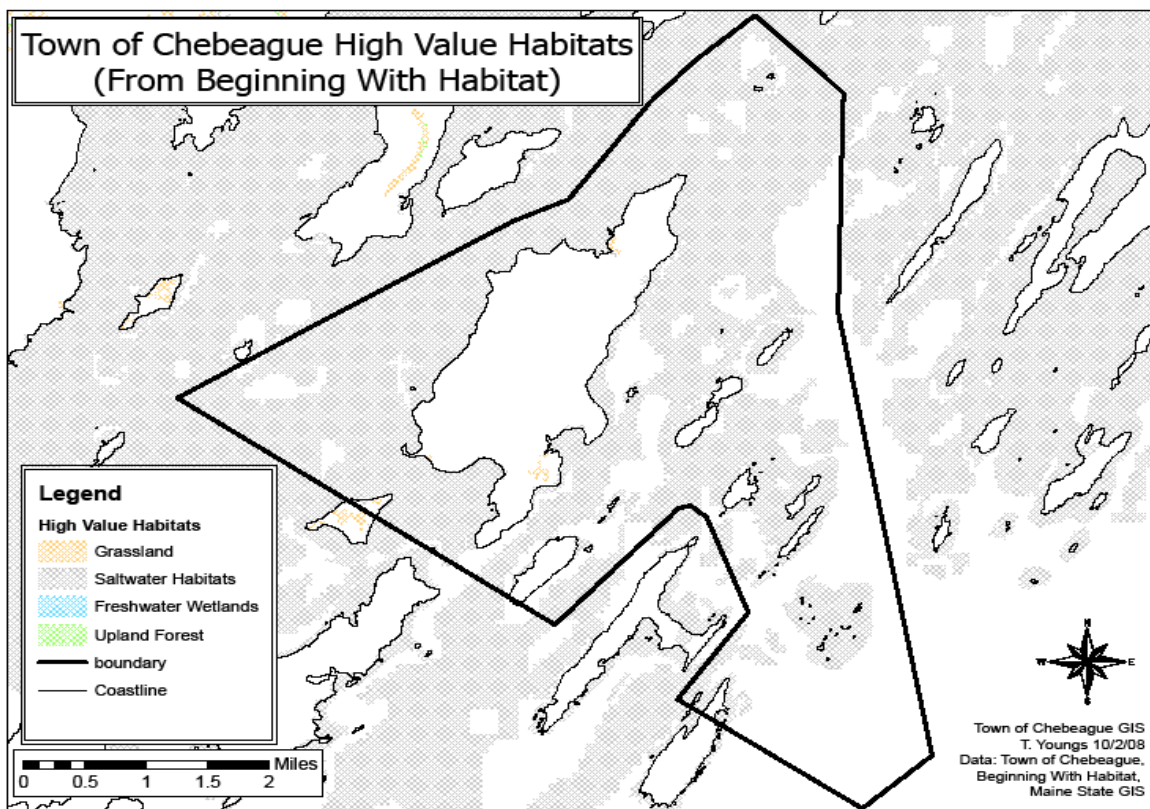 Town of Chebeague High Value Habitats
(From Beginning With Habitat)
Legend
High Value Habitats
Grassland
Saltwater Habitats
Freshwater Wetlands
Upland Forest
boundary
Coastline
Miles
0 0.5 1 1.5 2
N
W E
S
Town of Chebeague GIS
T. Youngs 10/2/08
Data: Town of Chebeague,
Beginning With Habitat,
Maine State GIS